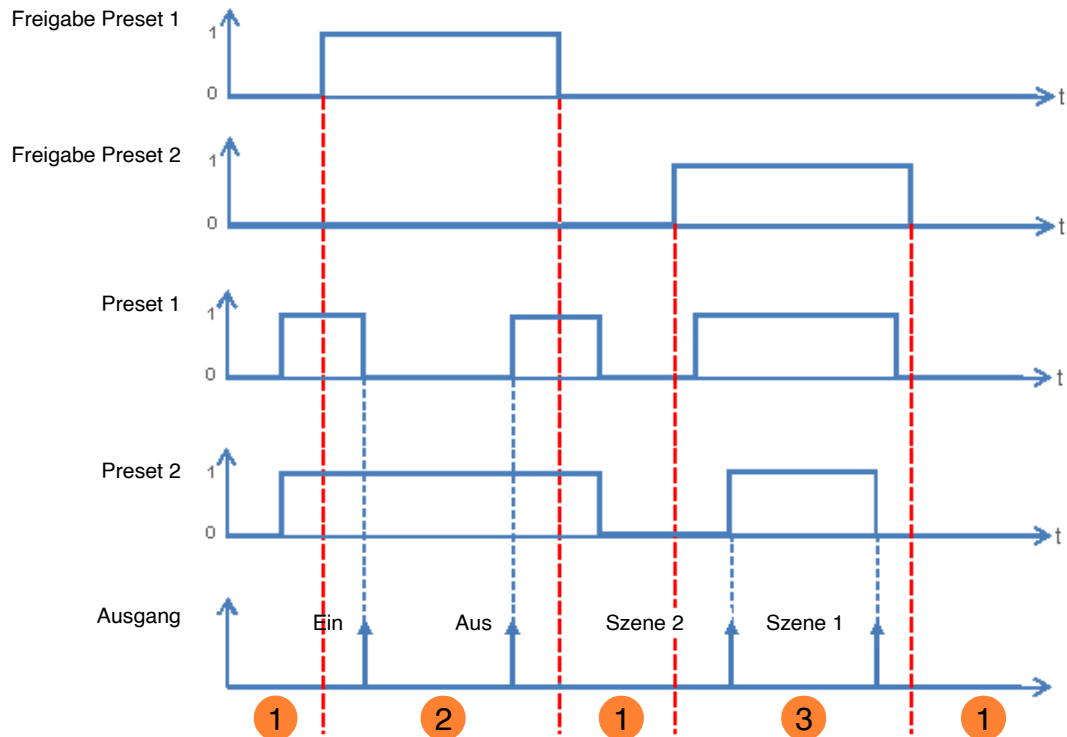 Freigabe Preset 1
1
0
t
Freigabe Preset 2
1
0
t
Preset 1
1
0
t
Preset 2
1
0
t
Ausgang
Ein
Aus
Szene 2
Szene 1
1
2
1
3
1